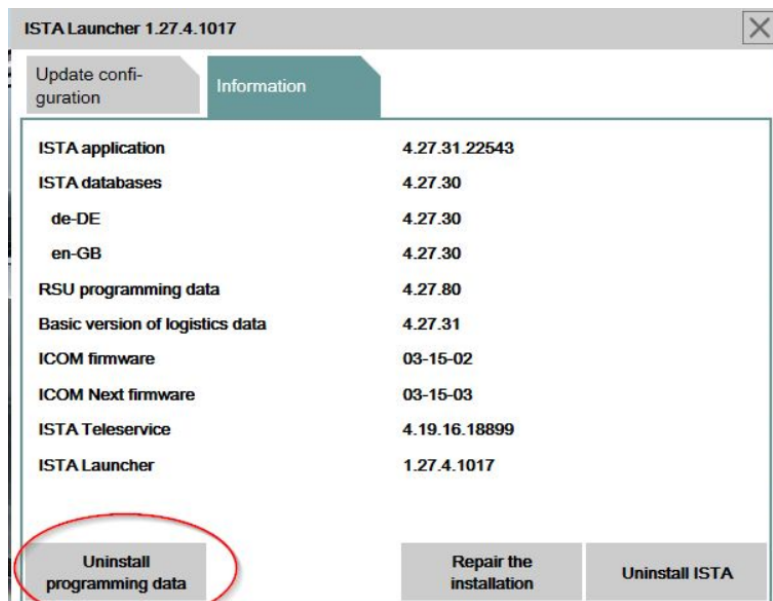 ISTA Launcher 1.27.4.1017
Update confi-
guration
Information
ISTA application 4.27.31.22543
ISTA databases 4.27.30
de-DE 4.27.30
en-GB 4.27.30
RSU programming data 4.27.80
Basic version of logistics data 4.27.31
ICOM firmware 03-15-02
ICOM Next firmware 03-15-03
ISTA Teleservice 4.19.16.18899
ISTA Launcher 1.27.4.1017
Uninstall
programming data
Repair the
installation
Uninstall ISTA